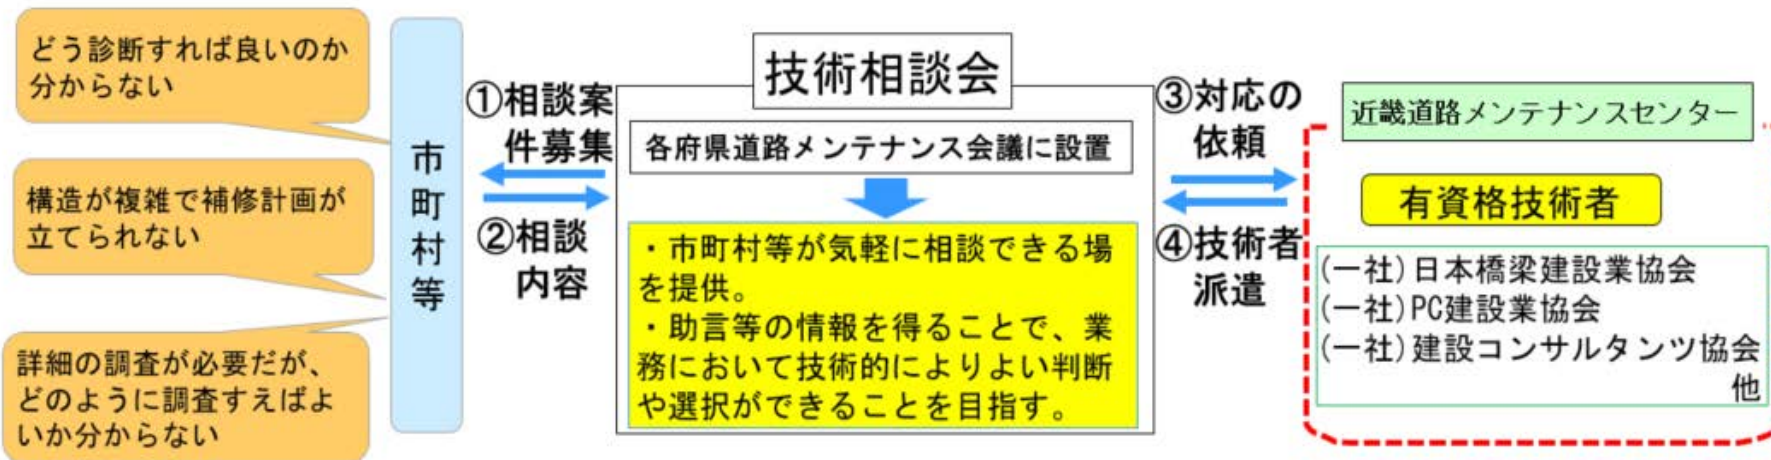 どう診断すれば良いのか
分からない
構造が複雑で補修計画が
立てられない
詳細の調査が必要だが、
どのように調査すえばよ
いか分からない
市町村等
①相談案
件募集
②相談
内容
技術相談会
各府県道路メンテナンス会議に設置
・市町村等が気軽に相談できる場
を提供。
・助言等の情報を得ることで、業
務において技術的によりよい判断
や選択ができることを目指す。
③対応の
依頼
④技術者
派遣
近畿道路メンテナンスセンター
有資格技術者
(一社)日本橋梁建設業協会
(一社)PC建設業協会
(一社)建設コンサルタンツ協会
他